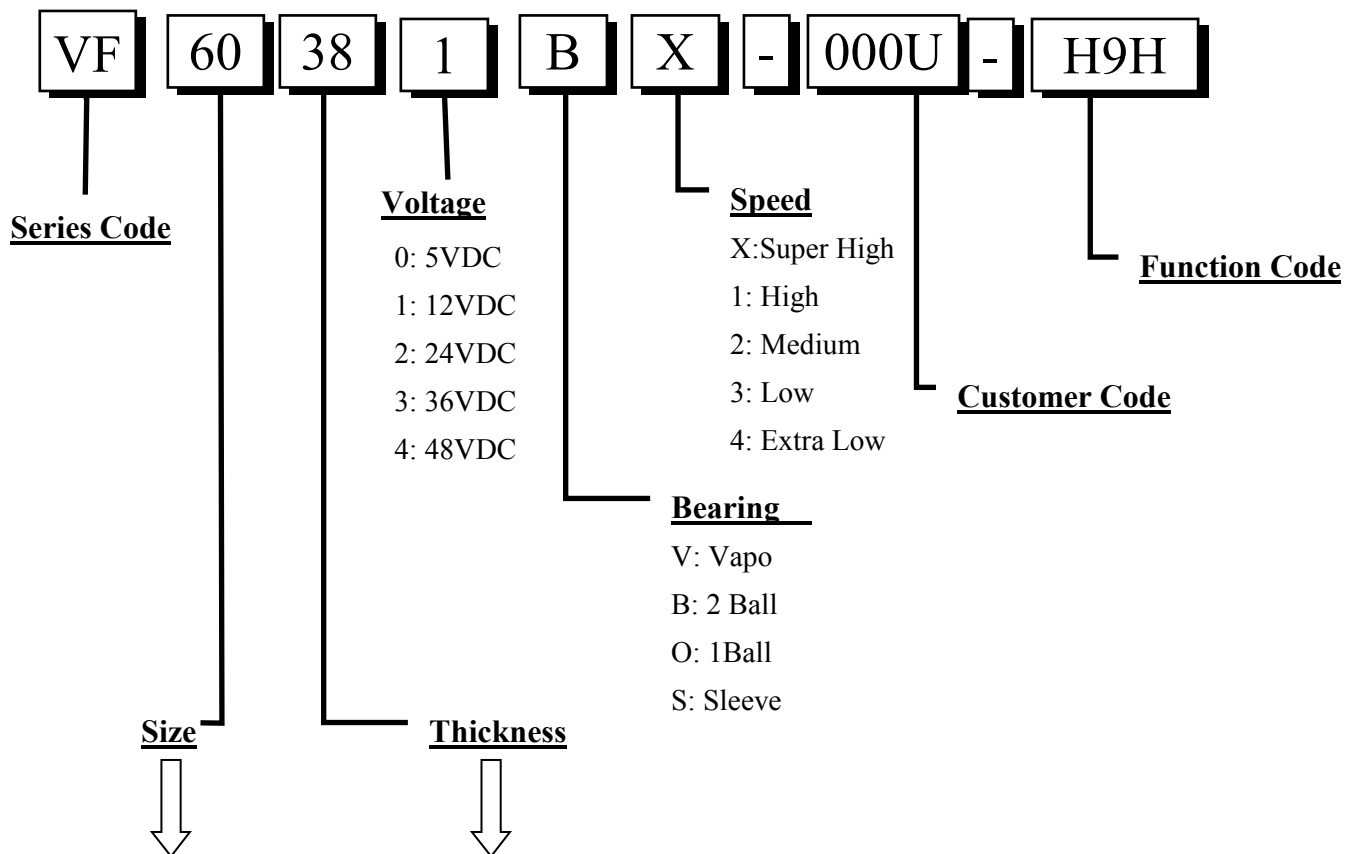 VF 60 38 1 B X - 000U - H9H
Series Code
Voltage
0: 5VDC
1: 12VDC
2: 24VDC
3: 36VDC
4: 48VDC
Speed
X:Super High
1: High
2: Medium
3: Low
4: Extra Low
Function Code
Customer Code
Bearing
V: Vapo
B: 2 Ball
O: 1Ball
S: Sleeve
Size
Thickness